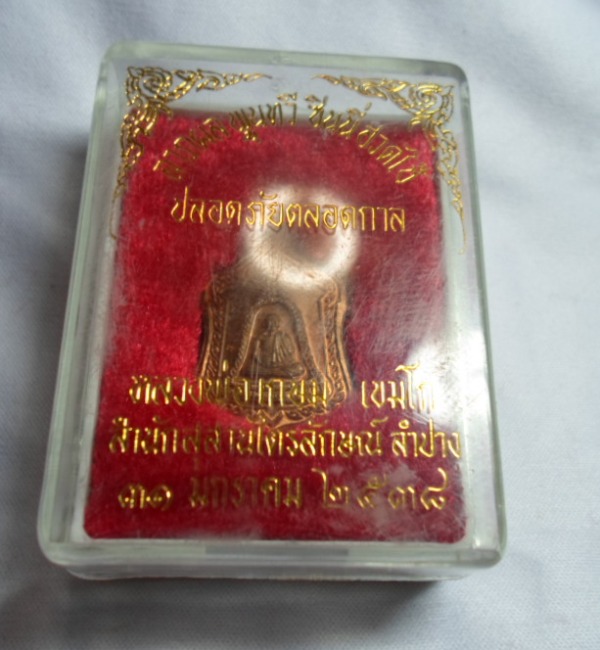 ปลอดภัยตลอดกาล
หลวงพ่อเกษม เขมโก
สำนักสุสานไตรลักษณ์ ลำปาง
๓๑ มกราคม ๒๕๓๘